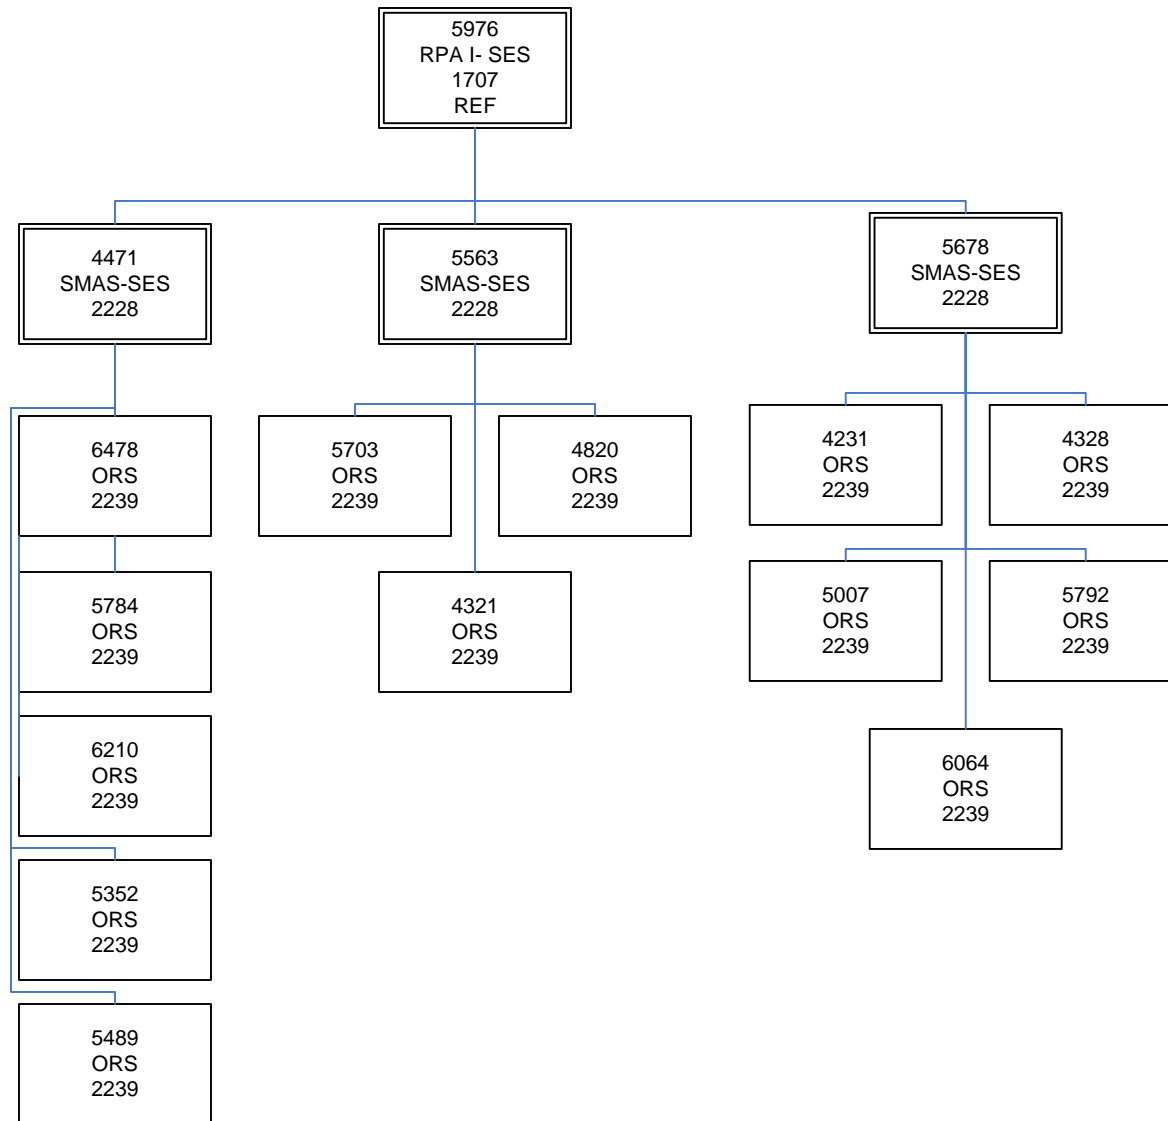 5976
RPA I- SES
1707
REF
4471
SMAS-SES
2228
5563
SMAS-SES
2228
5678
SMAS-SES
2228
6478
ORS
2239
5703
ORS
2239
4820
ORS
2239
4231
ORS
2239
4328
ORS
2239
5784
ORS
2239
4321
ORS
2239
5007
ORS
2239
5792
ORS
2239
6210
ORS
2239
6064
ORS
2239
5352
ORS
2239
5489
ORS
2239